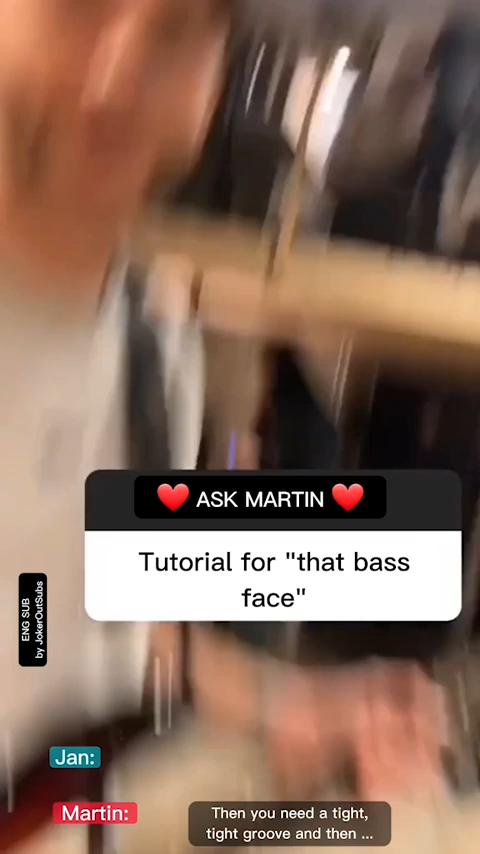 ❤️ ASK MARTIN ❤️
Tutorial for "that bass
face"
ENG SUB
by JokerOutSubs
Jan:
Martin:
Then you need a tight,
tight groove and then ...